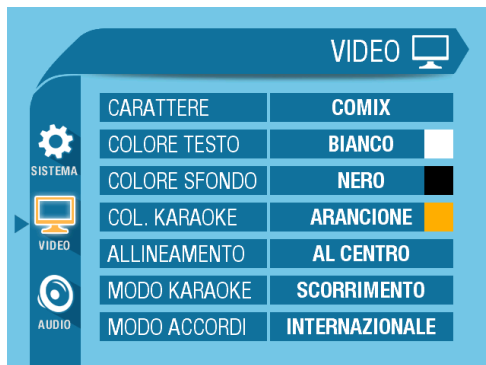 VIDEO
SISTEMA
VIDEO
AUDIO
CARATTERE COMIX
COLORE TESTO BIANCO
COLORE SFONDO NERO
COL. KARAOKE ARANCIONE
ALLINEAMENTO AL CENTRO
MODO KARAOKE SCORRIMENTO
MODO ACCORDI INTERNAZIONALE